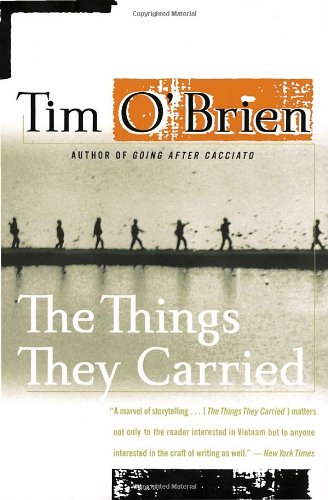 Copyrighted Material
Tim O'Brien
AUTHOR OF GOING AFTER CACCIATO
The Things
They Carried
"A marvel of storytelling . . . [The Things They Carried] matters
not only to the reader interested in Vietnam but to anyone
interested in the craft of writing as well." — New York Times
Copyrighted Material